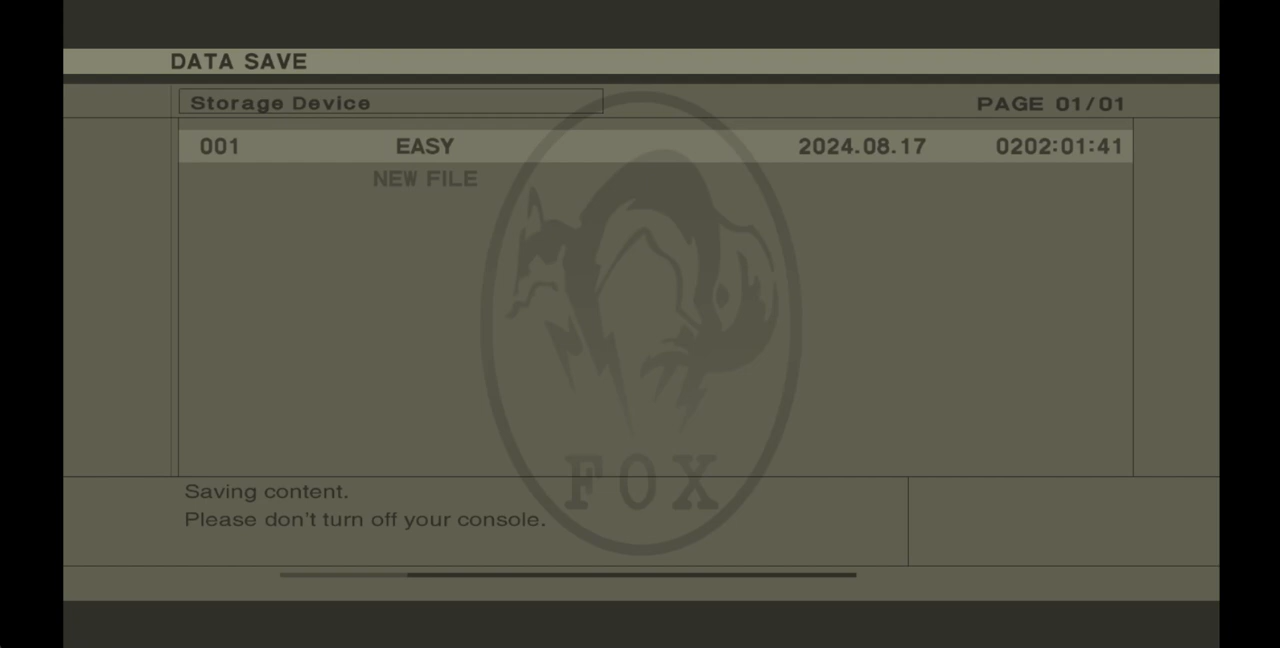 DATA SAVE
Storage Device PAGE 01/01
001 EASY 2024.08.17 0202:01:41
NEW FILE
FOX
Saving content.
Please don't turn off your console.